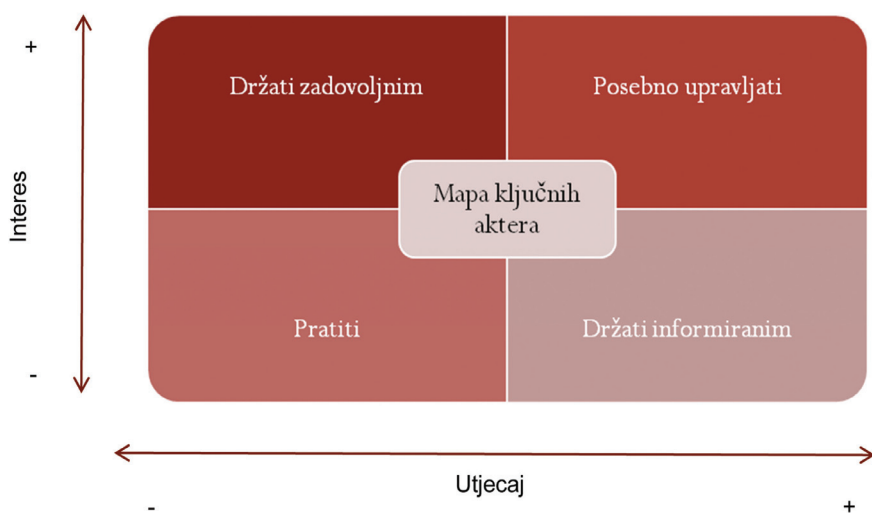 +
Držati zadovoljnim
Posebno upravljati
Interes
Mapa ključnih
aktera
Pratiti
Držati informiranim
-
Utjecaj
-
+